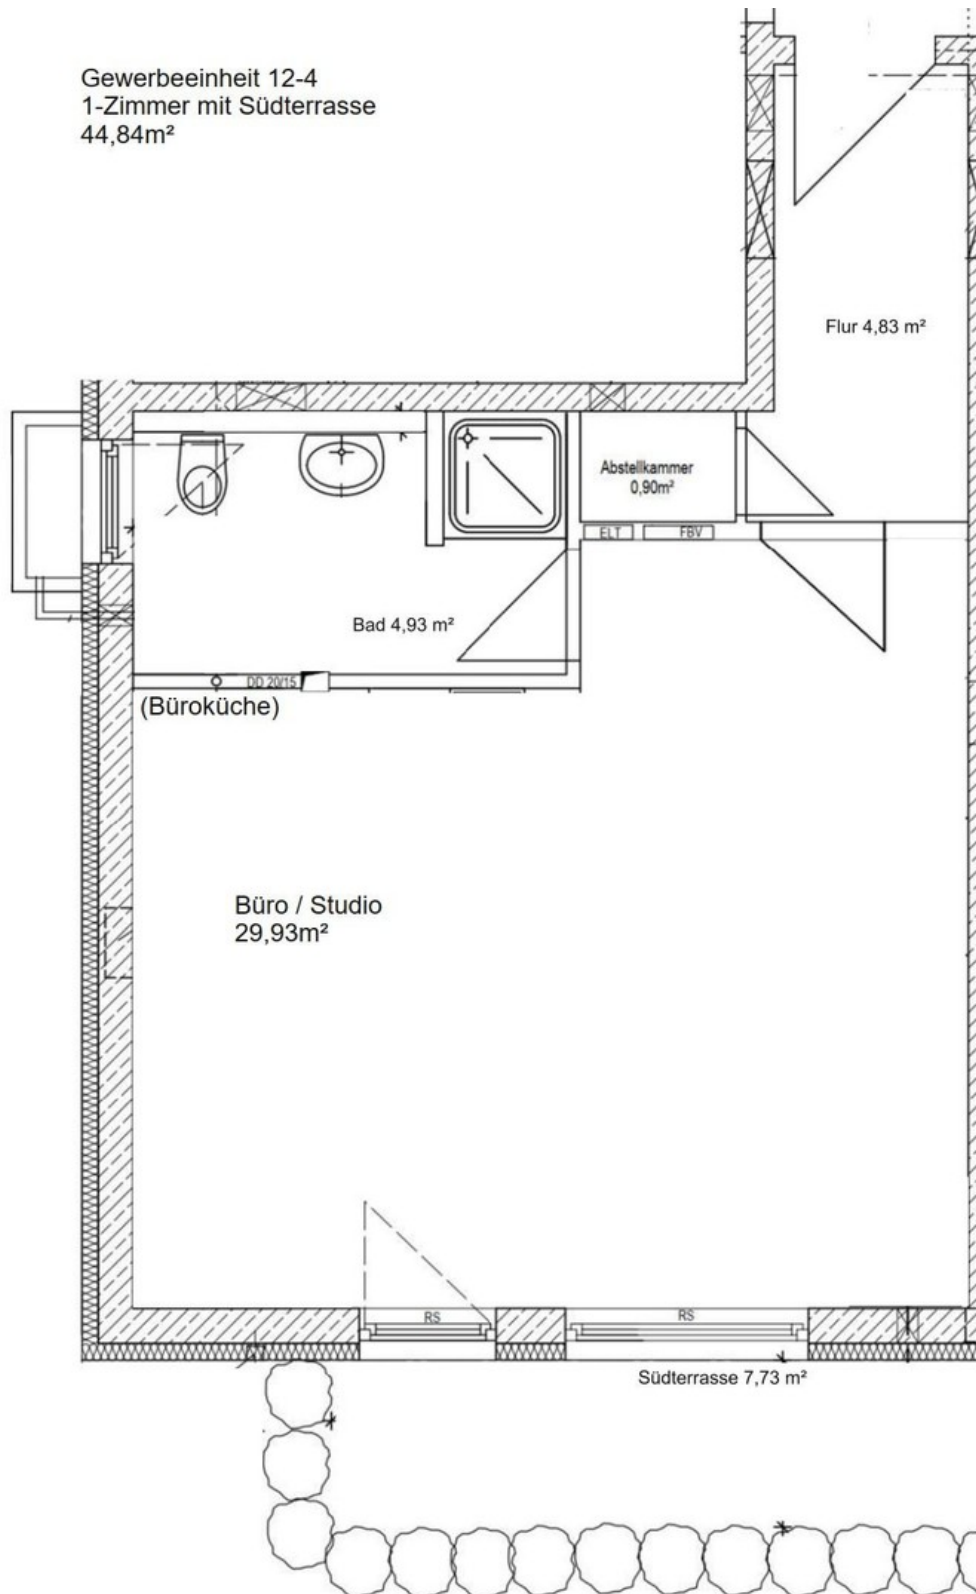 Gewerbeeinheit 12-4
1-Zimmer mit Südterrasse
44,84m²
Flur 4,83 m²
Abstellkammer
0,90m²
ELT
FBV
Bad 4,93 m²
DD 20/15
(Büroküche)
Büro / Studio
29,93m²
RS
RS
Südterrasse 7,73 m²